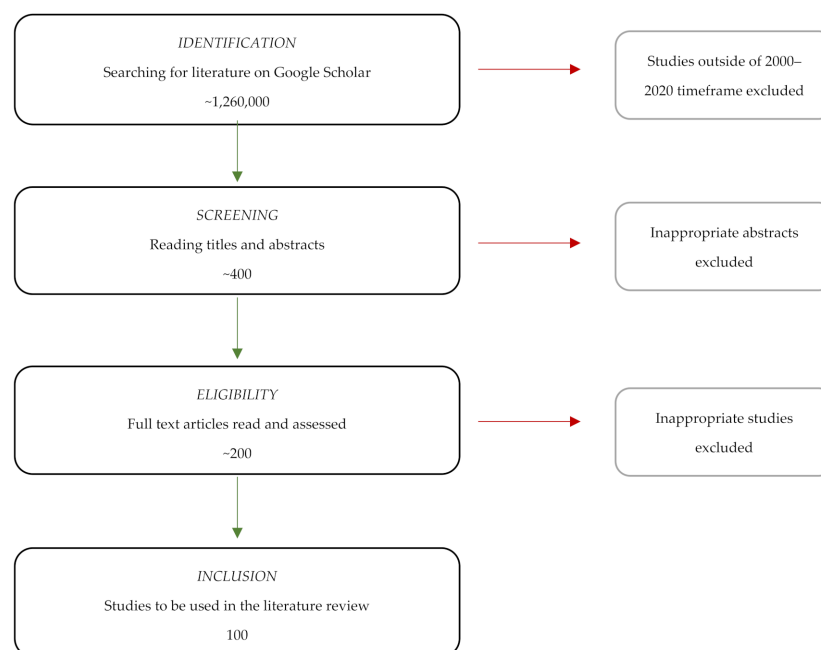 IDENTIFICATION
Searching for literature on Google Scholar
~1,260,000
Studies outside of 2000–
2020 timeframe excluded
SCREENING
Reading titles and abstracts
~400
Inappropriate abstracts
excluded
ELIGIBILITY
Full text articles read and assessed
~200
Inappropriate studies
excluded
INCLUSION
Studies to be used in the literature review
100